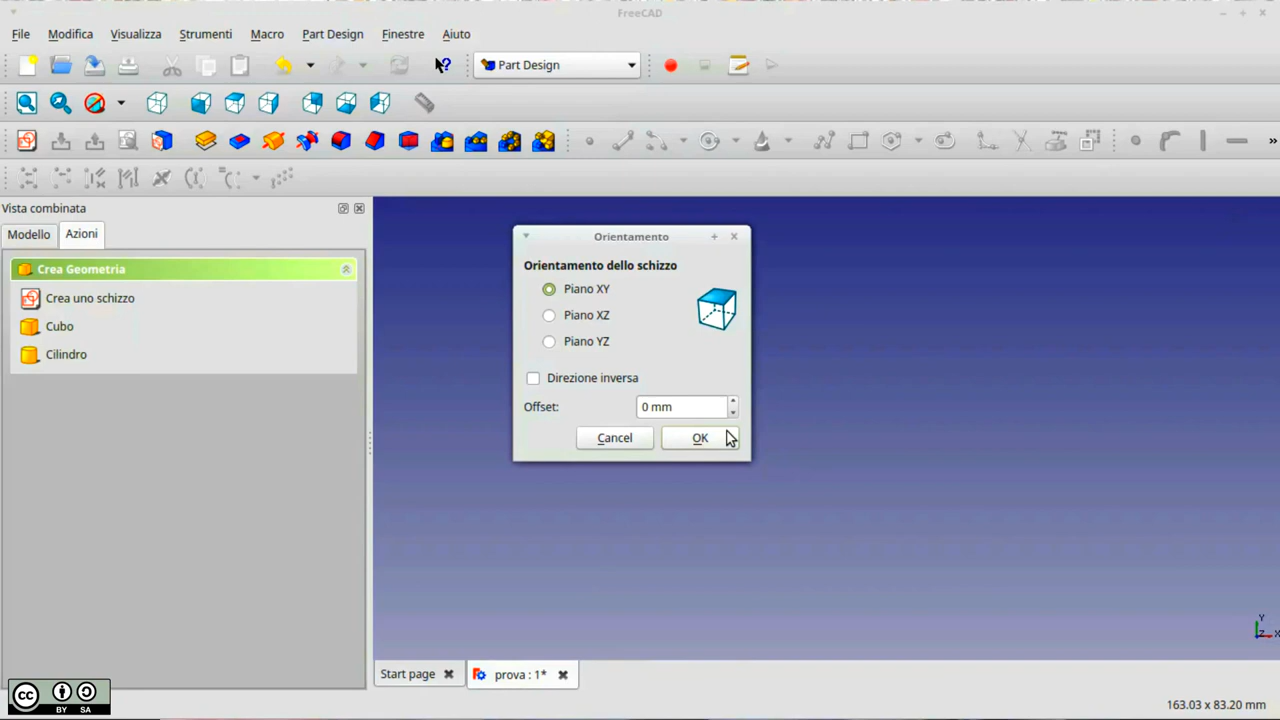 FreeCAD
File Modifica Visualizza Strumenti Macro Part Design Finestre Aiuto
Part Design
»
Vista combinata
Modello Azioni
Crea Geometria
Crea uno schizzo
Cubo
Cilindro
Orientamento
Orientamento dello schizzo
Piano XY
Piano XZ
Piano YZ
Direzione inversa
Offset: 0 mm
Cancel OK
Y
Z X
Start page prova : 1*
CC BY SA
163.03 x 83.20 mm